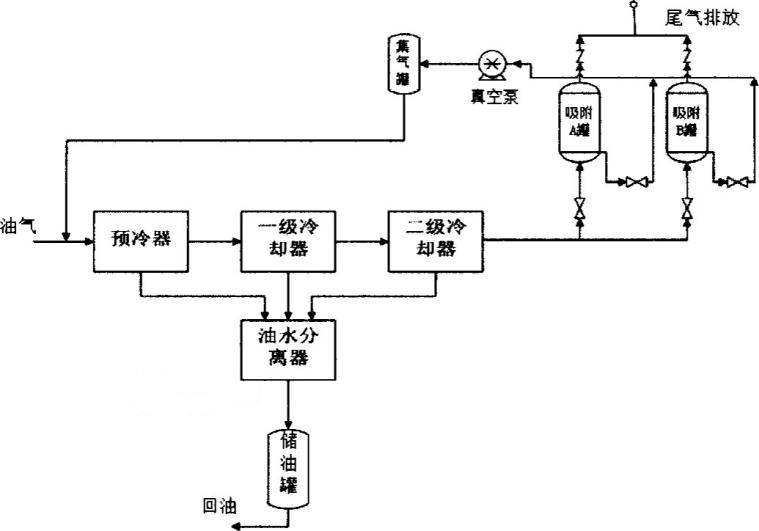 尾气排放
集
气
罐
真空泵
吸附
A罐
吸附
B罐
油气
预冷器
一级冷
却器
二级冷
却器
油水分
离器
储
油
罐
回油